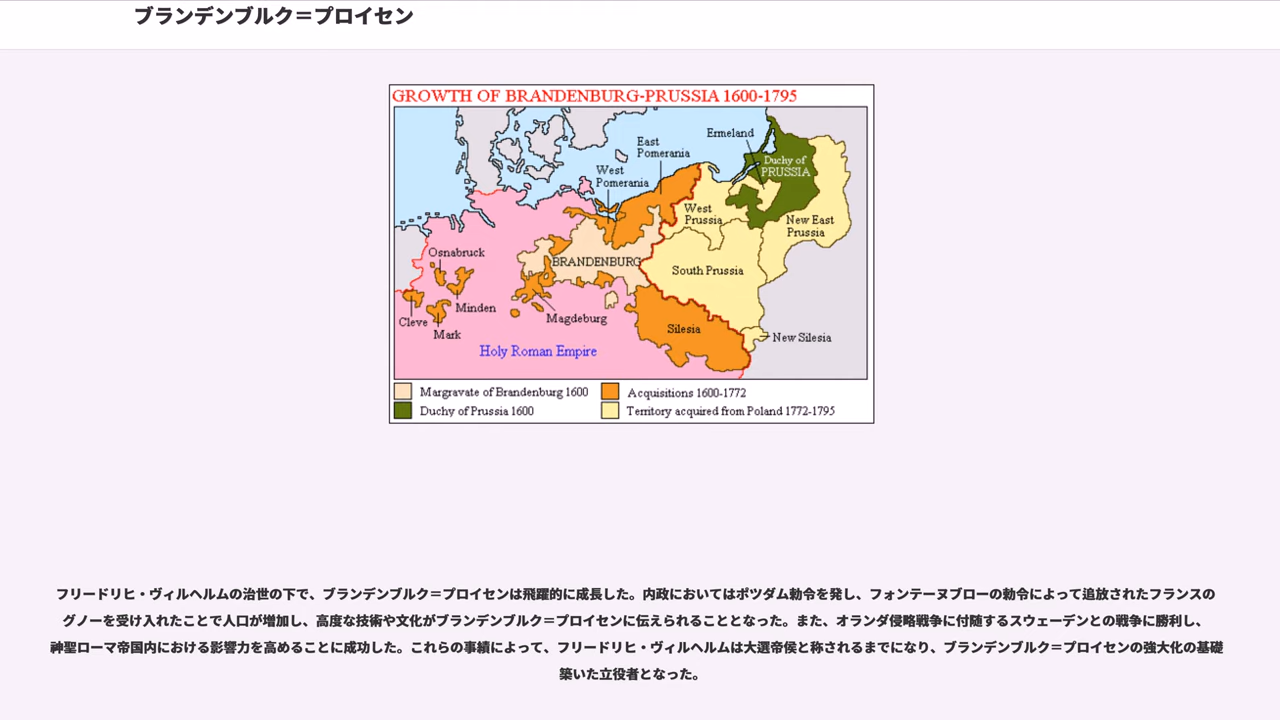 ブランデンブルク＝プロイセン
GROWTH OF BRANDENBURG-PRUSSIA 1600-1795
Ermeland
East
Pomerania
Duchy of
PRUSSIA
West
Pomerania
West
Prussia
New East
Prussia
Osnabruck
BRANDENBURG
South Prussia
Minden
Cleve
Magdeburg
Mark
Silesia
New Silesia
Holy Roman Empire
Margravate of Brandenburg 1600
Acquisitions 1600-1772
Duchy of Prussia 1600
Territory acquired from Poland 1772-1795
フリードリヒ・ヴィルヘルムの治世の下で、ブランデンブルク＝プロイセンは飛躍的に成長した。内政においてはポツダム勅令を発し、フォンテーヌブローの勅令によって追放されたフランスの
グノーを受け入れたことで人口が増加し、高度な技術や文化がブランデンブルク＝プロイセンに伝えられることとなった。また、オランダ侵略戦争に付随するスウェーデンとの戦争に勝利し、
神聖ローマ帝国内における影響力を高めることに成功した。これらの事績によって、フリードリヒ・ヴィルヘルムは大選帝侯と称されるまでになり、ブランデンブルク＝プロイセンの強大化の基礎
築いた立役者となった。